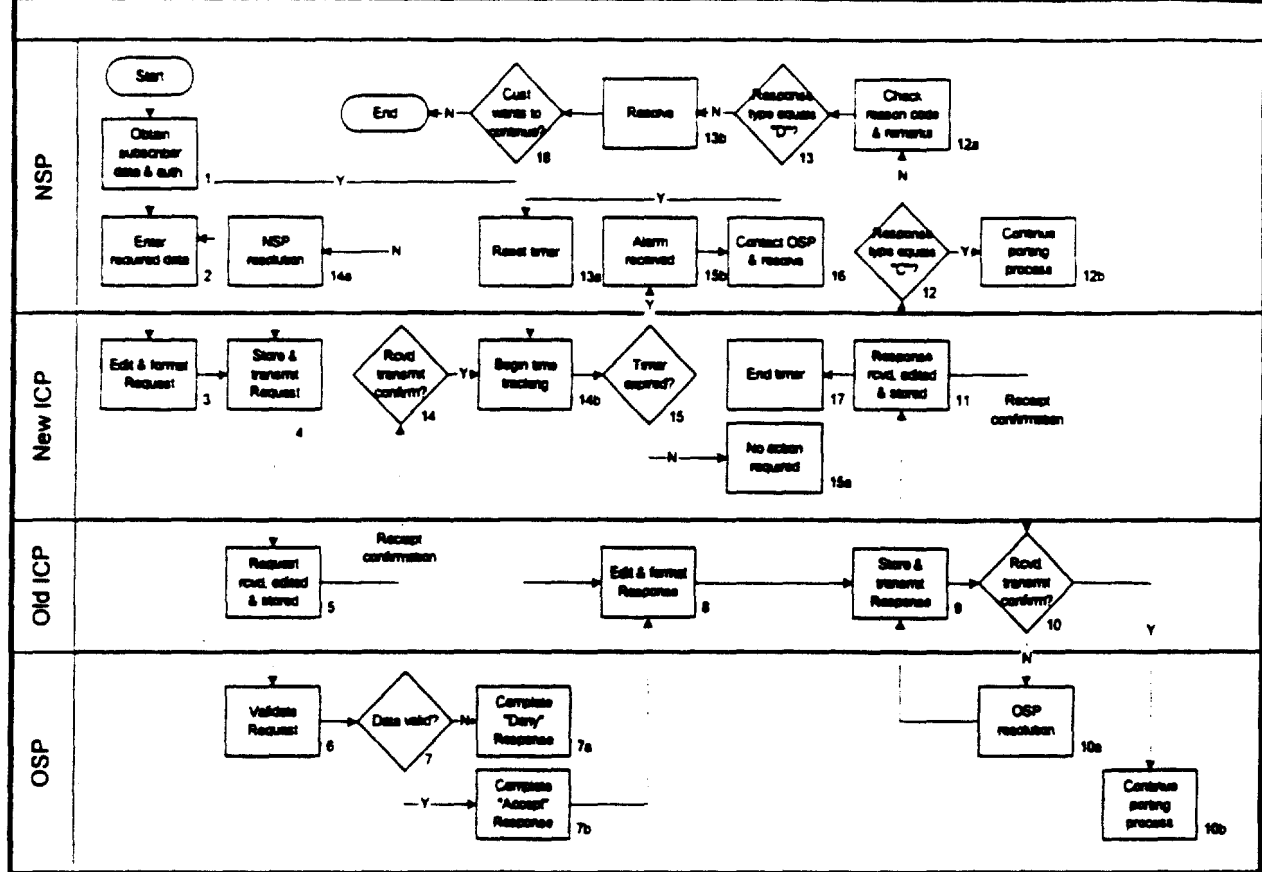 NSP
Start
Obtain
subscriber
data & auth
1
End
N
Cust
wants to
continue?
18
Resolve
13b
N
Response
type equals
"D"?
13
Check
reason code
& remarks
12a
Y
Y
N
Enter
required data
2
NSP
resolution
14a
N
Reset timer
13a
Alarm
received
15b
Contact OSP
& resolve
16
Response
type equals
"C"?
12
Y
Continue
porting
process
12b
Y
New ICP
Edit & format
Request
3
Store &
transmt
Request
4
Rcvd
transmt
confirm?
14
Y
Begin time
tracking
14b
Timer
expired?
15
End timer
17
Response
rcvd, edited
& stored
11
Receipt
confirmation
N
No action
required
15a
Old ICP
Request
rcvd, edited
& stored
5
Receipt
confirmation
Edit & format
Response
8
Store &
transmt
Response
9
Rcvd
transmt
confirm?
10
Y
N
OSP
Validate
Request
6
Data valid?
7
N
Complete
"Deny"
Response
7a
OSP
resolution
10a
Y
Complete
"Accept"
Response
7b
Continue
porting
process
10b